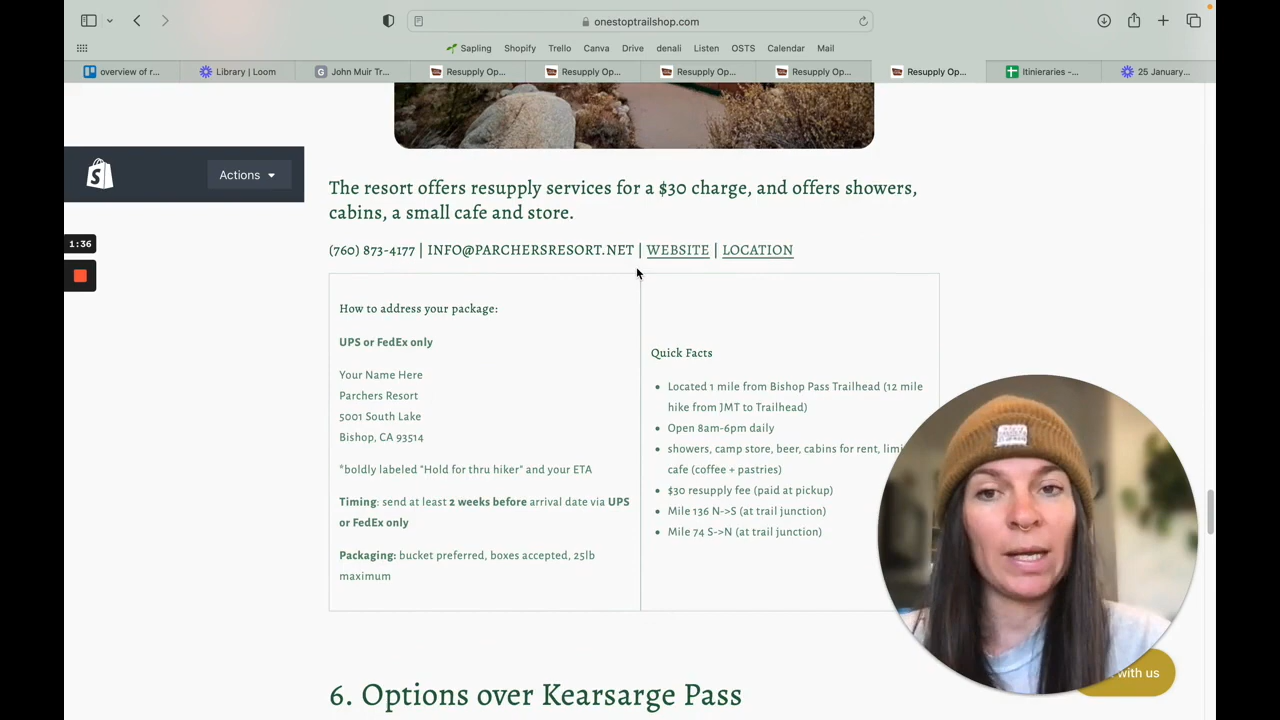 onestoptrailshop.com
Sapling
Shopify
Trello
Canva
Drive
denali
Listen
OSTS
Calendar
Mail
overview of r...
Library | Loom
John Muir Tr...
Resupply Op...
Resupply Op...
Resupply Op...
Resupply Op...
Resupply Op...
Itinieraries -...
25 January...
Actions
1:36
The resort offers resupply services for a $30 charge, and offers showers,
cabins, a small cafe and store.
(760) 873-4177 | INFO@PARCHERSRESORT.NET | WEBSITE | LOCATION
How to address your package:
UPS or FedEx only
Your Name Here
Parchers Resort
5001 South Lake
Bishop, CA 93514
*boldly labeled "Hold for thru hiker" and your ETA
Timing: send at least 2 weeks before arrival date via UPS
or FedEx only
Packaging: bucket preferred, boxes accepted, 25lb
maximum
Quick Facts
Located 1 mile from Bishop Pass Trailhead (12 mile
hike from JMT to Trailhead)
Open 8am-6pm daily
showers, camp store, beer, cabins for rent,
cafe (coffee + pastries)
$30 resupply fee (paid at pickup)
Mile 136 N->S (at trail junction)
Mile 74 S->N (at trail junction)
6. Options over Kearsarge Pass
with us